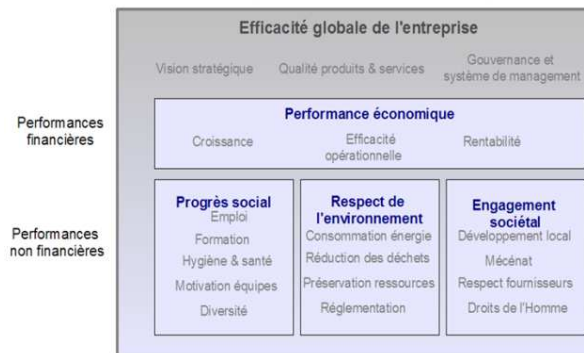 Efficacité globale de l'entreprise
Vision stratégique
Qualité produits & services
Gouvernance et
système de management
Performances
financières
Performance économique
Croissance
Efficacité
opérationnelle
Rentabilité
Performances
non financières
Progrès social
Emploi
Formation
Hygiène & santé
Motivation équipes
Diversité
Respect de
l'environnement
Consommation énergie
Réduction des déchets
Préservation ressources
Réglementation
Engagement
sociétal
Développement local
Mécénat
Respect fournisseurs
Droits de l'Homme